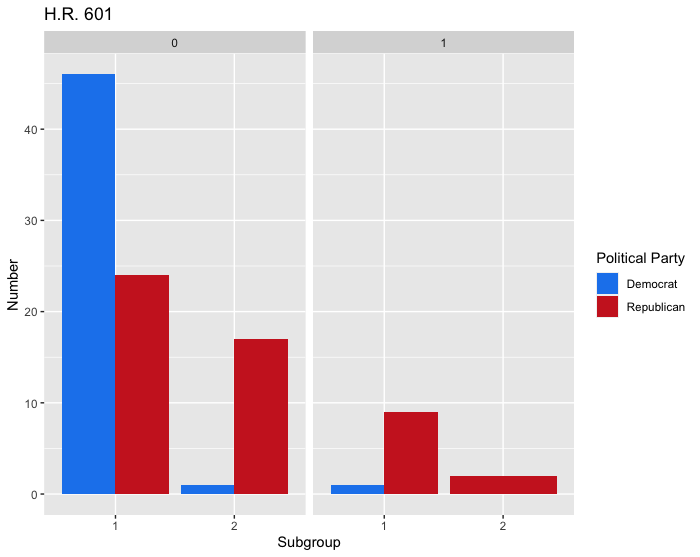 H.R. 601
0
1
Number
40
30
20
10
0
1
2
1
2
Subgroup
Political Party
Democrat
Republican